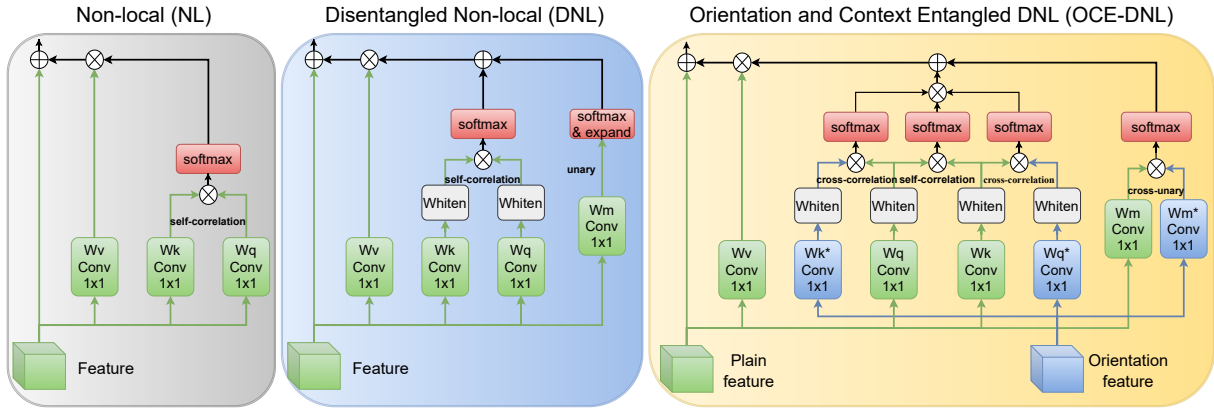 Non-local (NL)
softmax
self-correlation
Wv
Conv
1x1
Wk
Conv
1x1
Wq
Conv
1x1
Feature
Disentangled Non-local (DNL)
softmax
softmax
& expand
self-correlation
unary
Whiten
Whiten
Wv
Conv
1x1
Wk
Conv
1x1
Wq
Conv
1x1
Wm
Conv
1x1
Feature
Orientation and Context Entangled DNL (OCE-DNL)
softmax
softmax
softmax
softmax
cross-correlation
self-correlation
cross-correlation
cross-unary
Whiten
Whiten
Whiten
Whiten
Wv
Conv
1x1
Wk*
Conv
1x1
Wq
Conv
1x1
Wk
Conv
1x1
Wq*
Conv
1x1
Wm
Conv
1x1
Wm*
Conv
1x1
Plain
feature
Orientation
feature